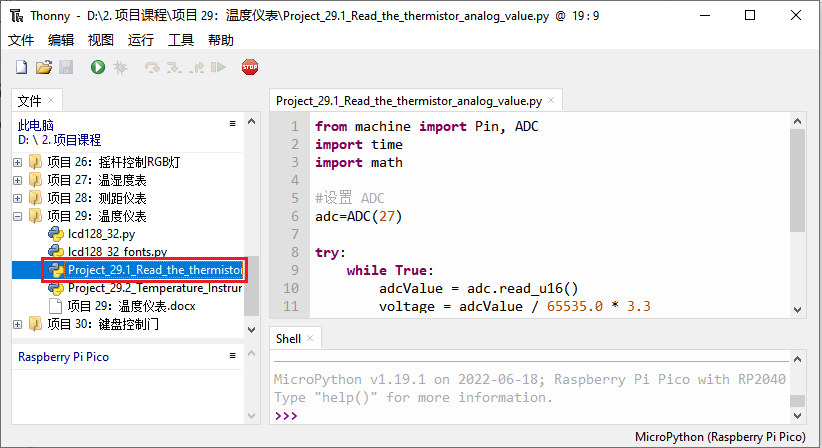 Thonny - D:\2. 项目课程\项目 29：温度仪表\Project_29.1_Read_the_thermistor_analog_value.py @ 19 : 9
文件 编辑 视图 运行 工具 帮助
STOP
文件 ×
此电脑
D: \ 2. 项目课程
项目 26：摇杆控制RGB灯
项目 27：温湿度表
项目 28：测距仪表
项目 29：温度仪表
lcd128_32.py
lcd128_32_fonts.py
Project_29.1_Read_the_thermistor
Project_29.2_Temperature_Instrur
项目 29：温度仪表.docx
项目 30：键盘控制门
Raspberry Pi Pico
Project_29.1_Read_the_thermistor_analog_value.py ×
1 from machine import Pin, ADC
2 import time
3 import math
4
5 #设置 ADC
6 adc=ADC(27)
7
8 try:
9 while True:
10 adcValue = adc.read_u16()
11 voltage = adcValue / 65535.0 * 3.3
Shell ×
MicroPython v1.19.1 on 2022-06-18; Raspberry Pi Pico with RP2040
Type "help()" for more information.
>>>
MicroPython (Raspberry Pi Pico)